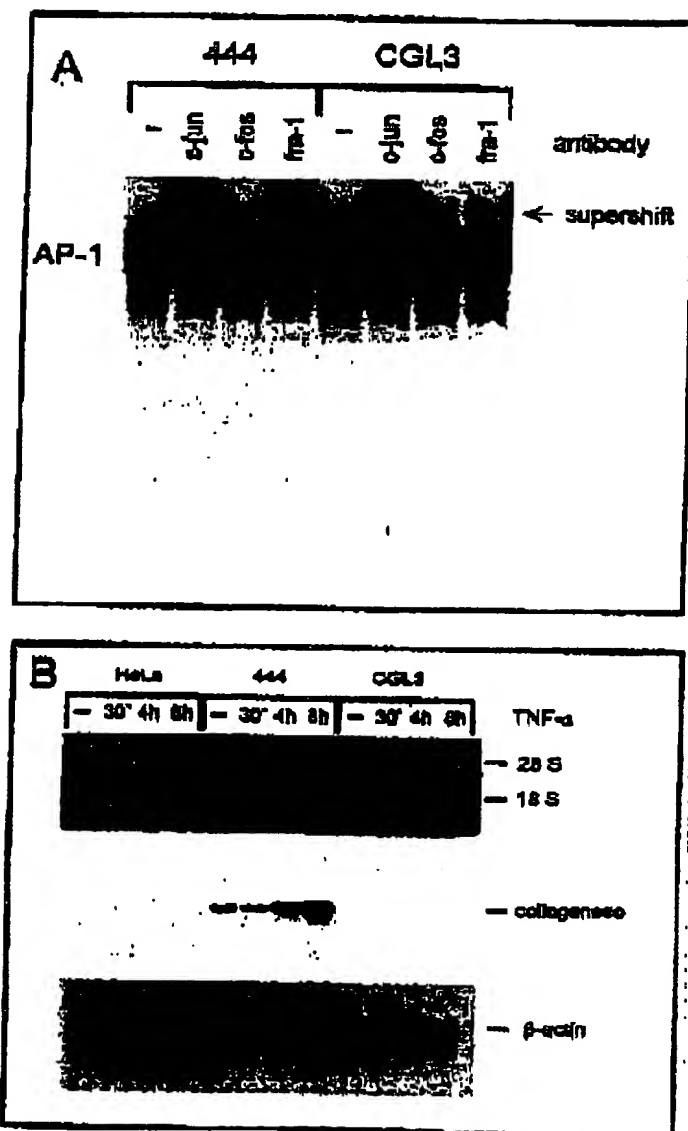 A
444 CGL3
– c-jun c-fos fra-1 – c-jun c-fos fra-1 antibody
← supershift
AP-1
B
HeLa 444 CGL3
– 30" 4h 8h – 30" 4h 8h – 30" 4h 8h TNF-α
– 28 S
– 18 S
– collagenase
– β-actin